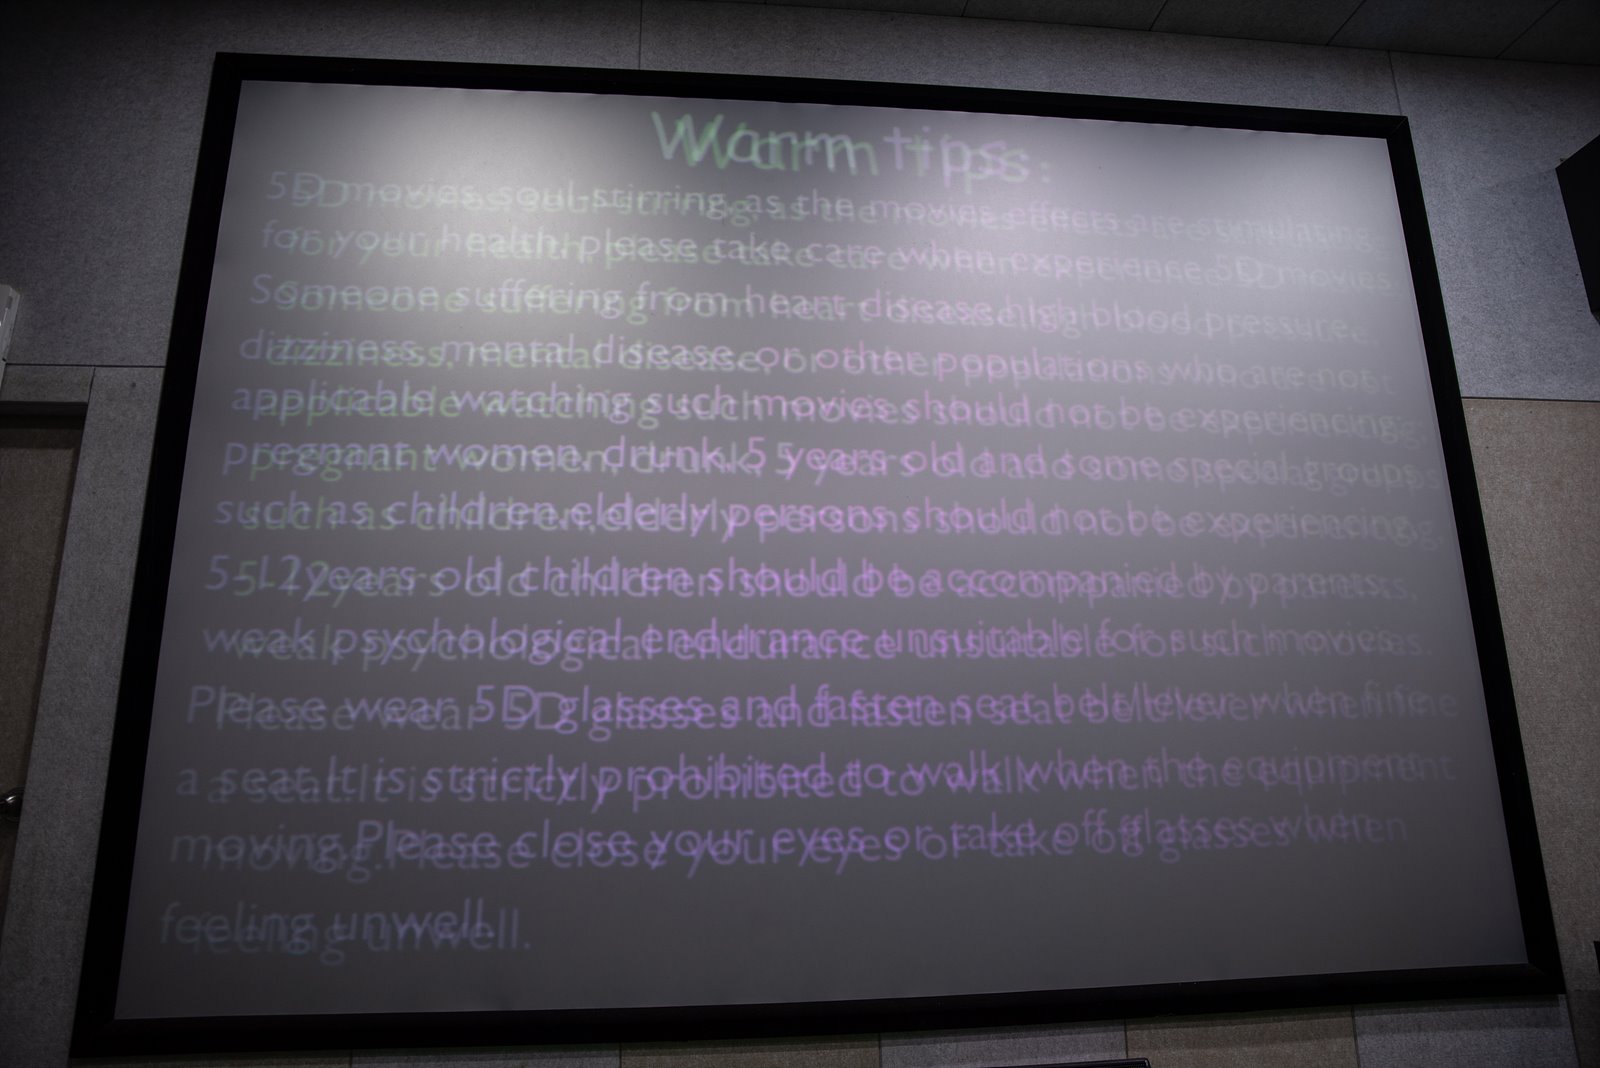 Warm tips:
5D movies soul-stirring, as the movies effects are stimulating
for your health, please take care when experience 5D movies.
Someone suffering from heart disease,high blood pressure,
dizziness, mental disease, or other populations who are not
applicable watching such movies should not be experiencing;
pregnant women, drunk, 5 years old and some special groups
such as children,elderly persons should not be experiencing,
5-12years old children should be accompanied by parents,
weak psychological endurance unsuitable for such movies.
Please wear 5D glasses and fasten seat belt/lever when fine
a seat.It is strictly prohibited to walk when the equipment
moving.Please close your eyes or take off glatsses when
feeling unwell.